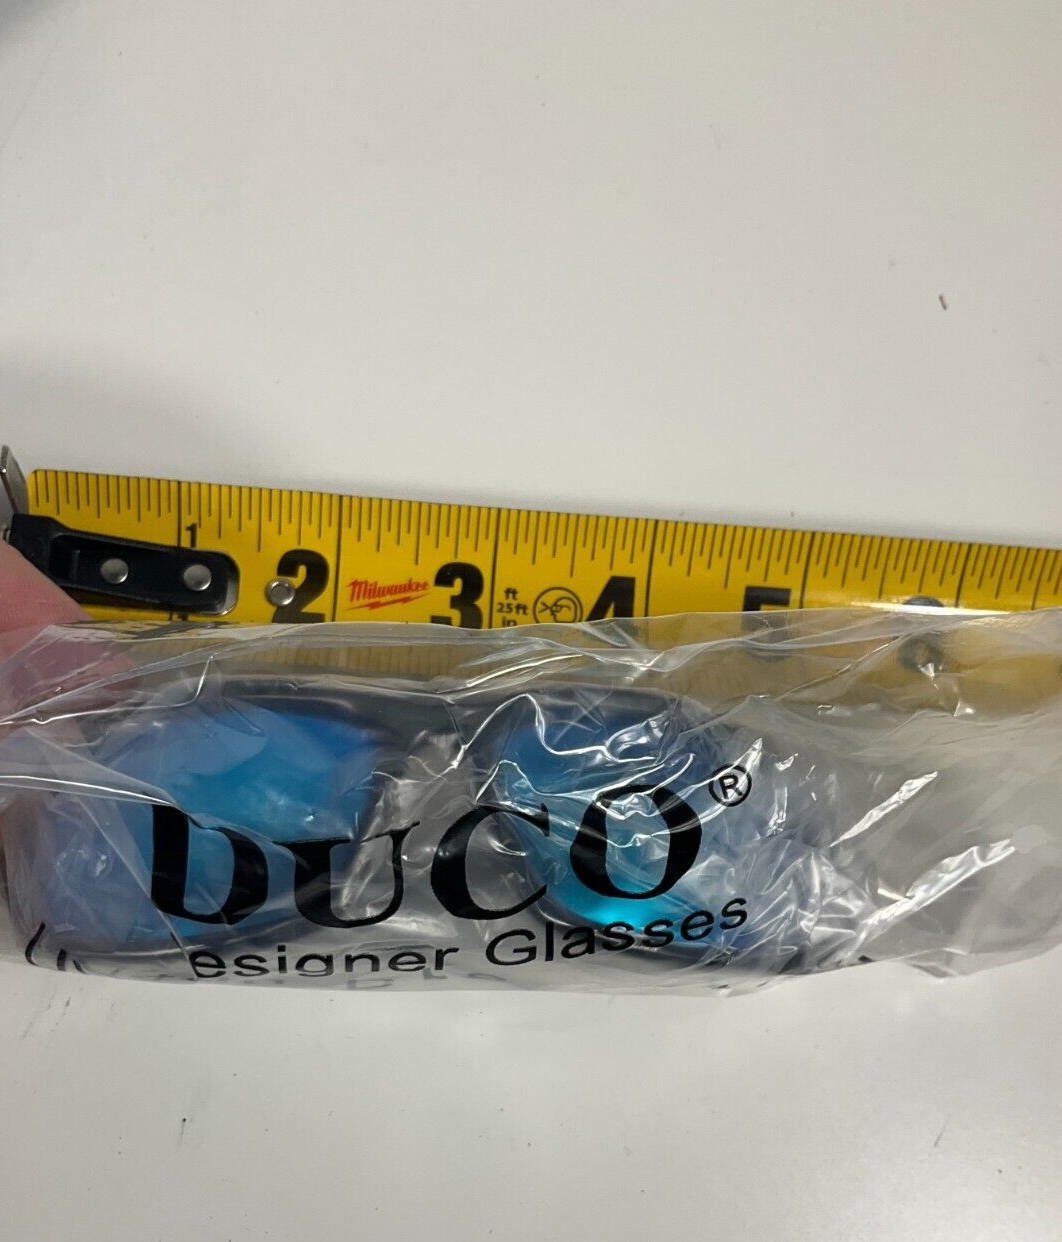 1 2 Milwaukee 3 ft 4 5
25ft
in
DUCO®
esigner Glasses